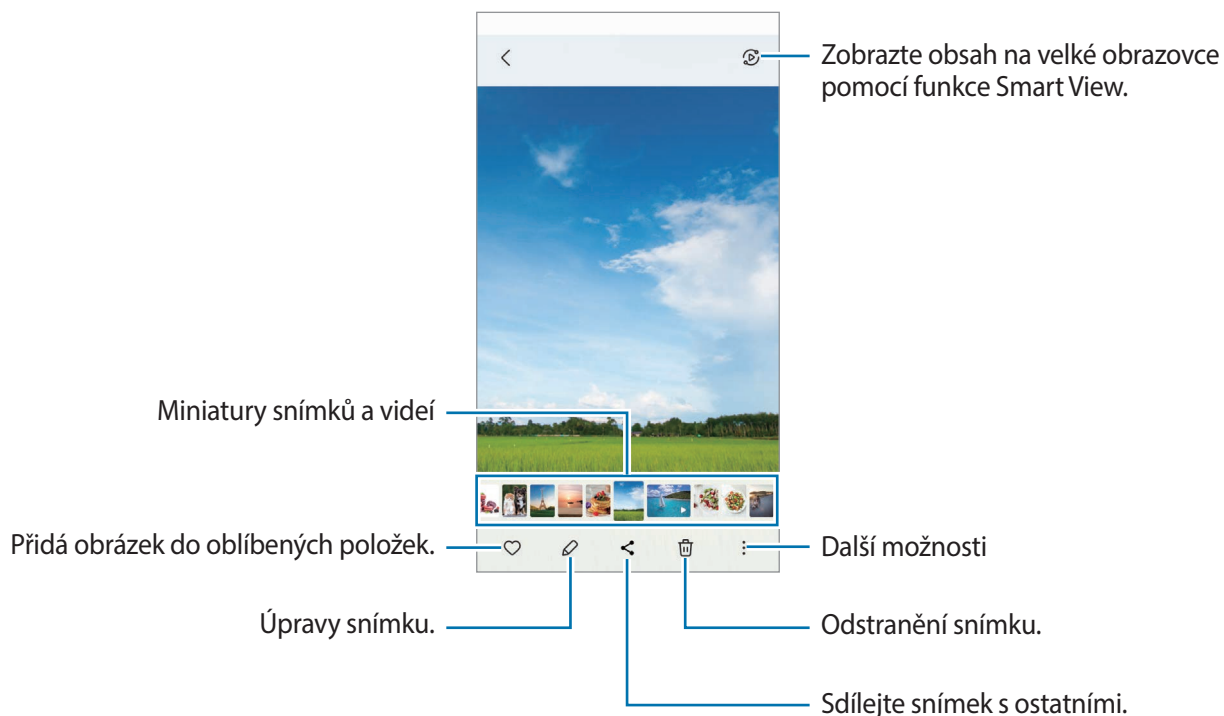 Zobrazte obsah na velké obrazovce
pomocí funkce Smart View.
Miniatury snímků a videí
Přidá obrázek do oblíbených položek.
Další možnosti
Úpravy snímku.
Odstranění snímku.
Sdílejte snímek s ostatními.